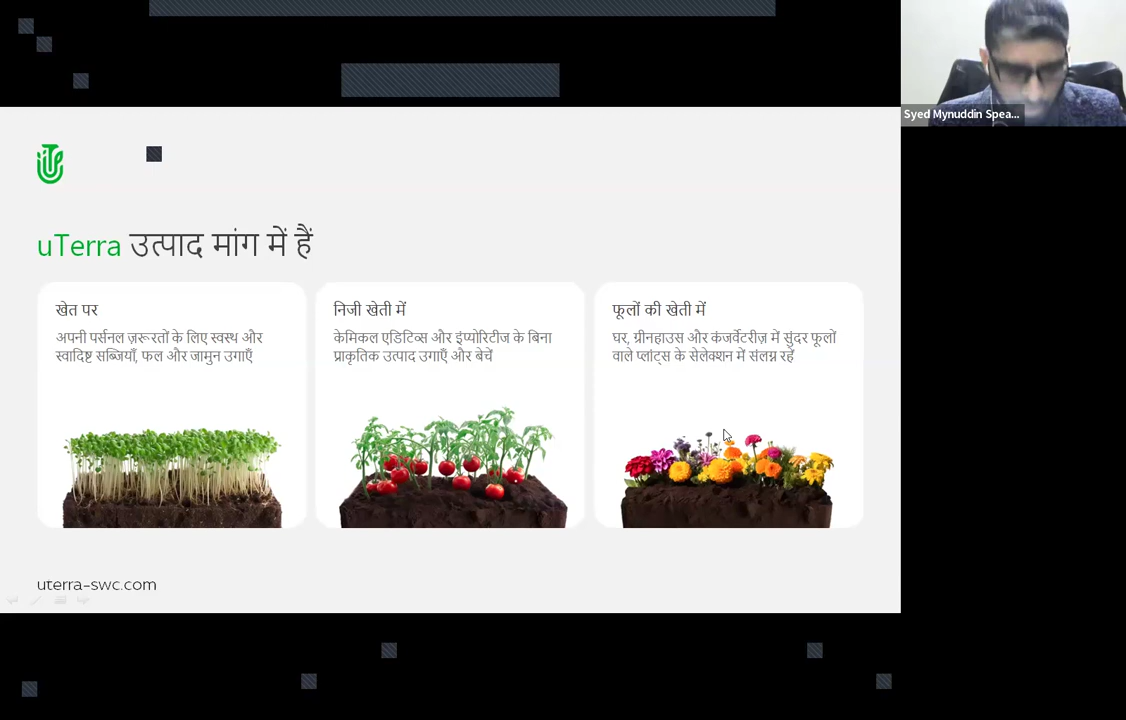 Syed Mynuddin Spea...
uTerra उत्पाद मांग में हैं
खेत पर
अपनी पर्सनल ज़रूरतों के लिए स्वस्थ और
स्वादिष्ट सब्जियाँ, फल और जामुन उगाएँ
निजी खेती में
केमिकल एडिटिव्स और इंप्योरिटीज के बिना
प्राकृतिक उत्पाद उगाएँ और बेचें
फूलों की खेती में
घर, ग्रीनहाउस और कंजर्वेटरीज़ में सुंदर फूलों
वाले प्लांट्स के सेलेक्शन में संलग्न रहें
uterra-swc.com